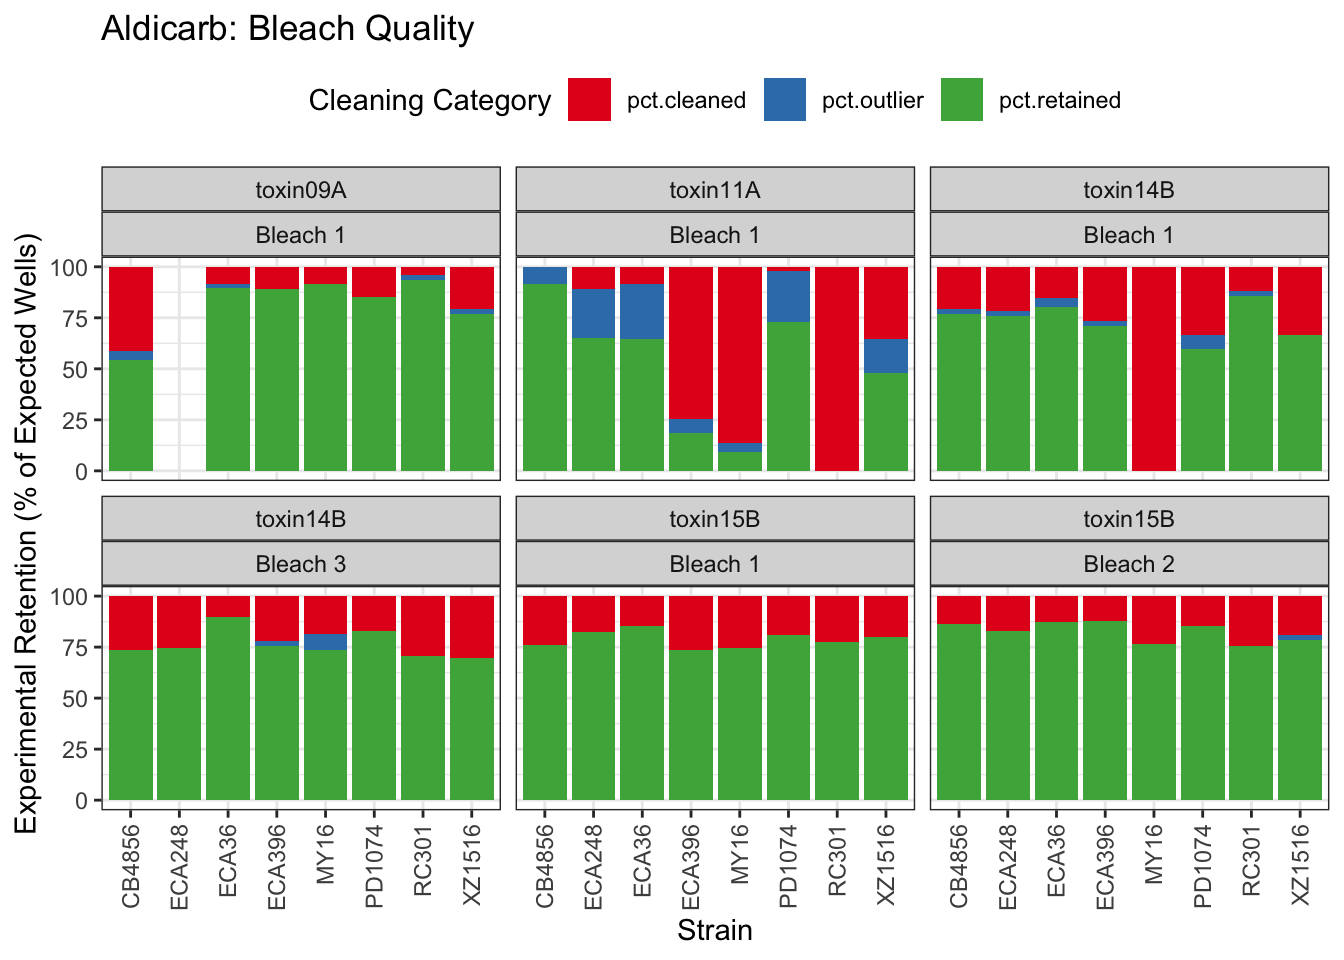 Aldicarb: Bleach Quality
Cleaning Category pct.cleaned pct.outlier pct.retained
toxin09A toxin11A toxin14B
Bleach 1 Bleach 1 Bleach 1
100
75
50
25
0
toxin14B toxin15B toxin15B
Bleach 3 Bleach 1 Bleach 2
100
75
50
25
0
Experimental Retention (% of Expected Wells)
CB4856 ECA248 ECA36 ECA396 MY16 PD1074 RC301 XZ1516 CB4856 ECA248 ECA36 ECA396 MY16 PD1074 RC301 XZ1516 CB4856 ECA248 ECA36 ECA396 MY16 PD1074 RC301 XZ1516
Strain